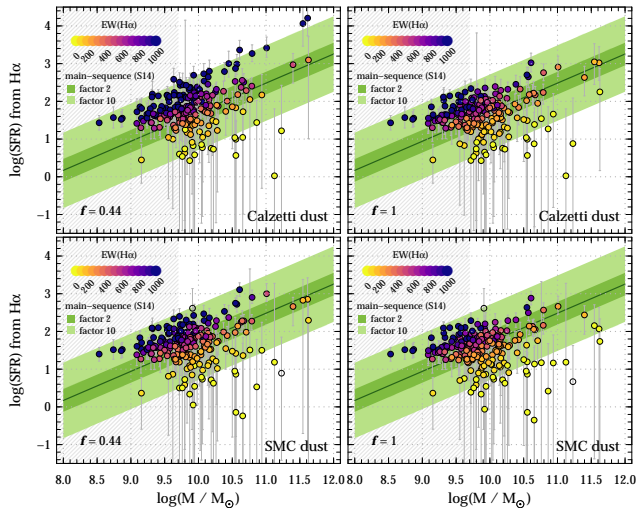 EW(Hα)
0
200
400
600
800
1000
main-sequence (S14)
factor 2
factor 10
f = 0.44
Calzetti dust
log(SFR) from Hα
4
3
2
1
0
−1
EW(Hα)
0
200
400
600
800
1000
main-sequence (S14)
factor 2
factor 10
f = 1
Calzetti dust
EW(Hα)
0
200
400
600
800
1000
main-sequence (S14)
factor 2
factor 10
f = 0.44
SMC dust
log(SFR) from Hα
4
3
2
1
0
−1
8.0 8.5 9.0 9.5 10.0 10.5 11.0 11.5 12.0
log(M / M⊙)
EW(Hα)
0
200
400
600
800
1000
main-sequence (S14)
factor 2
factor 10
f = 1
SMC dust
8.0 8.5 9.0 9.5 10.0 10.5 11.0 11.5 12.0
log(M / M⊙)